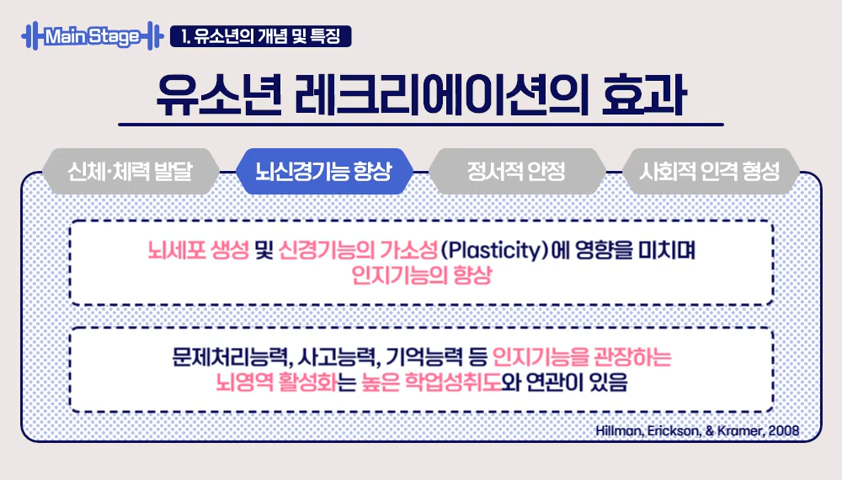 Main Stage
1. 유소년의 개념 및 특징
유소년 레크리에이션의 효과
신체·체력 발달
뇌신경기능 향상
정서적 안정
사회적 인격 형성
뇌세포 생성 및 신경기능의 가소성(Plasticity)에 영향을 미치며
인지기능의 향상
문제처리능력, 사고능력, 기억능력 등 인지기능을 관장하는
뇌영역 활성화는 높은 학업성취도와 연관이 있음
Hillman, Erickson, & Kramer, 2008